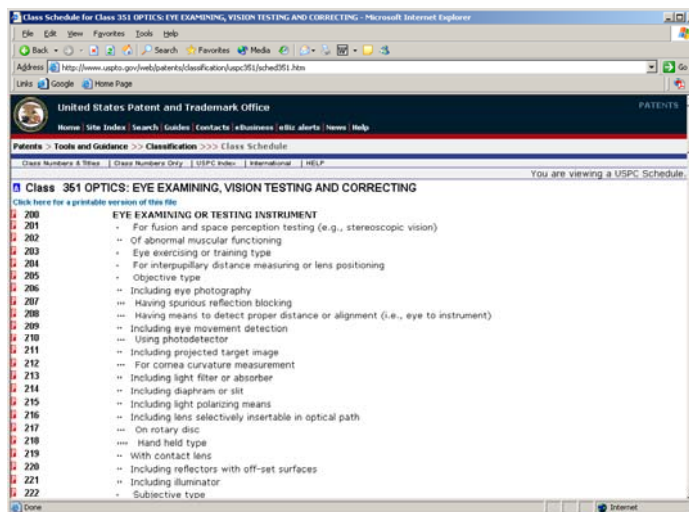 Class Schedule for Class 351 OPTICS: EYE EXAMINING, VISION TESTING AND CORRECTING - Microsoft Internet Explorer
File Edit View Favorites Tools Help
Back Search Favorites Media
Address http://www.uspto.gov/web/patents/classification/uspc351/sched351.htm Go
Links Google Home Page
United States Patent and Trademark Office PATENTS
Home | Site Index | Search | Guides | Contacts | eBusiness | eBiz alerts | News | Help
Patents > Tools and Guidance >> Classification >>> Class Schedule
Class Numbers & Titles | Class Numbers Only | USPC Index | International | HELP
You are viewing a USPC Schedule.
Class 351 OPTICS: EYE EXAMINING, VISION TESTING AND CORRECTING
Click here for a printable version of this file
200 EYE EXAMINING OR TESTING INSTRUMENT
201 • For fusion and space perception testing (e.g., stereoscopic vision)
202 •• Of abnormal muscular functioning
203 • Eye exercising or training type
204 • For interpupillary distance measuring or lens positioning
205 • Objective type
206 •• Including eye photography
207 ••• Having spurious reflection blocking
208 ••• Having means to detect proper distance or alignment (i.e., eye to instrument)
209 •• Including eye movement detection
210 ••• Using photodetector
211 •• Including projected target image
212 ••• For cornea curvature measurement
213 •• Including light filter or absorber
214 •• Including diaphram or slit
215 •• Including light polarizing means
216 •• Including lens selectively insertable in optical path
217 ••• On rotary disc
218 •••• Hand held type
219 •• With contact lens
220 •• Including reflectors with off-set surfaces
221 •• Including illuminator
222 • Subjective type
Done Internet